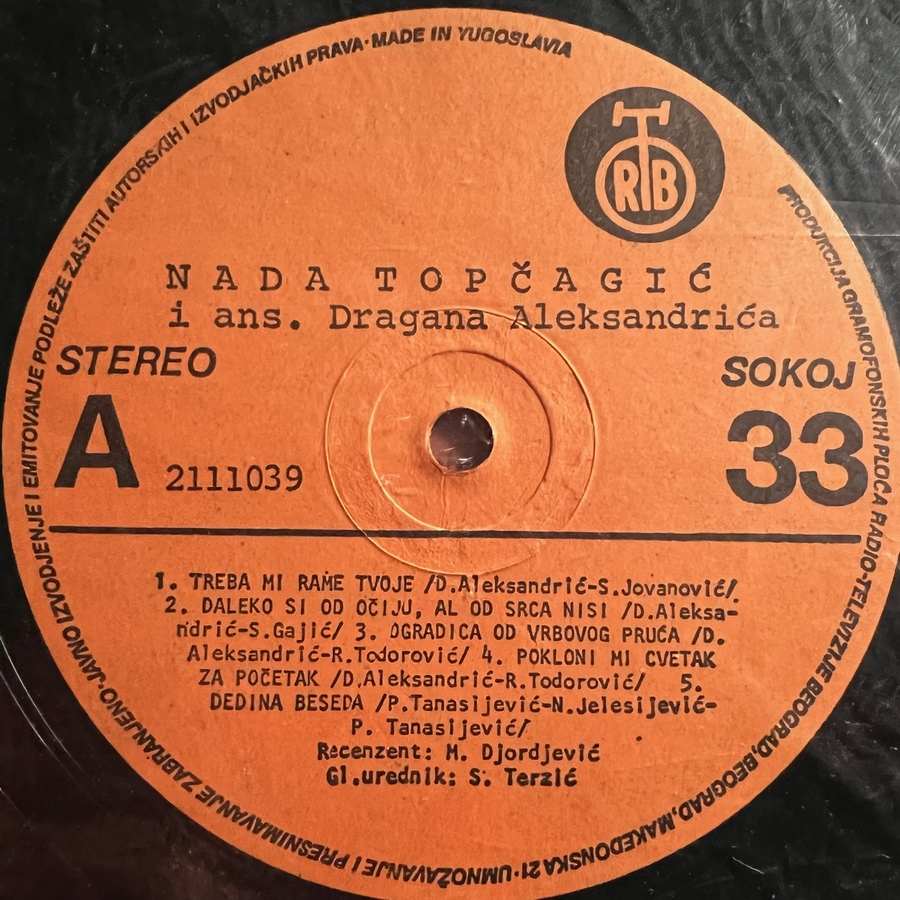 JAVNO IZVODJENJE I EMITOVANJE PODLEŽE ZAŠTITI AUTORSKIH I IZVODJAČKIH PRAVA·MADE IN YUGOSLAVIA
PRODUKCIJA GRAMOFONSKIH PLOČA RADIO-TELEVIZIJE BEOGRAD, BEOGRAD, MAKEDONSKA 21·UMNOŽAVANJE I PRESNIMAVANJE ZABRANJENO·
RTB
NADA TOPČAGIĆ
i ans. Dragana Aleksandrića
STEREO
SOKOJ
A 2111039
33
1. TREBA MI RAME TVOJE /D.Aleksandrić-S.Jovanović/
2. DALEKO SI OD OČIJU, AL OD SRCA NISI /D.Aleksa-
ndrić-S.Gajić/ 3. OGRADICA OD VRBOVOG PRUĆA /D.
Aleksandrić-R.Todorović/ 4. POKLONI MI CVETAK
ZA POČETAK /D.Aleksandrić-R.Todorović/ 5.
DEDINA BESEDA /P.Tanasijević-N.Jelesijević-
P. Tanasijević/
Recenzent: M. Djordjević
Gl.urednik: S. Terzić